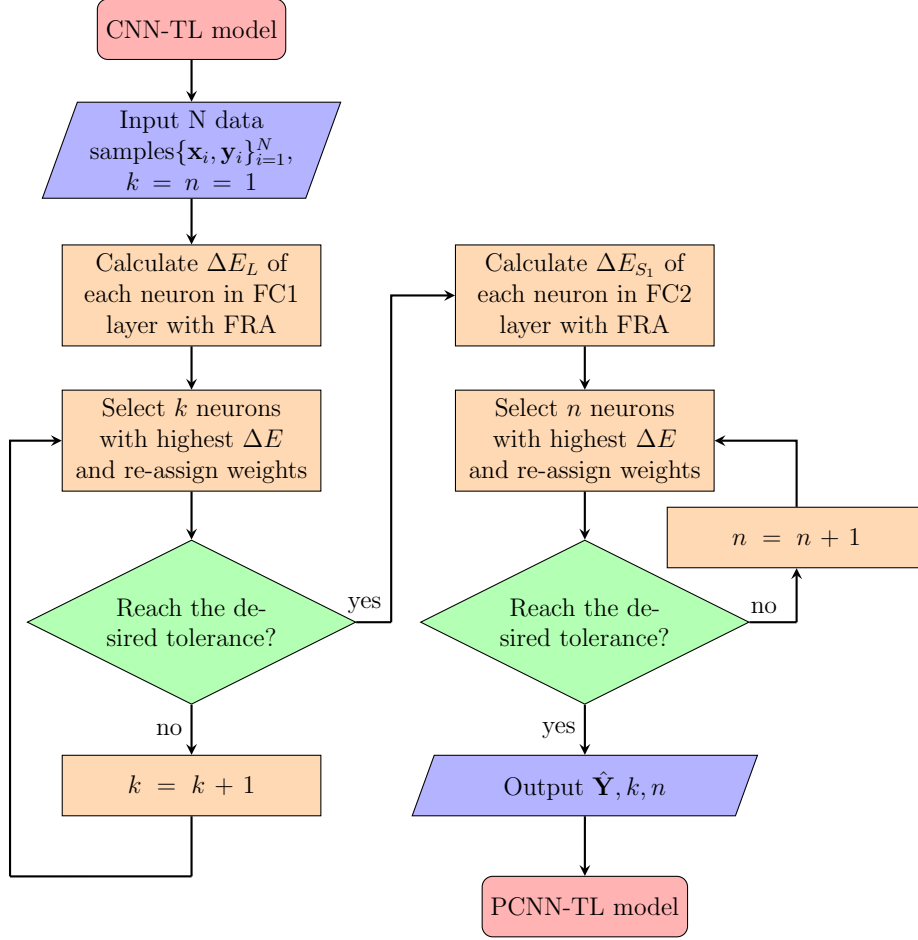 CNN-TL model
Input N data
samples{𝐱ᵢ, 𝐲ᵢ}ᵢ₌₁ᴺ,
k = n = 1
Calculate ΔE_L of
each neuron in FC1
layer with FRA
Select k neurons
with highest ΔE
and re-assign weights
Reach the de-
sired tolerance?
yes
no
k = k + 1
Calculate ΔE_{S₁} of
each neuron in FC2
layer with FRA
Select n neurons
with highest ΔE
and re-assign weights
n = n + 1
Reach the de-
sired tolerance?
no
yes
Output Ŷ, k, n
PCNN-TL model